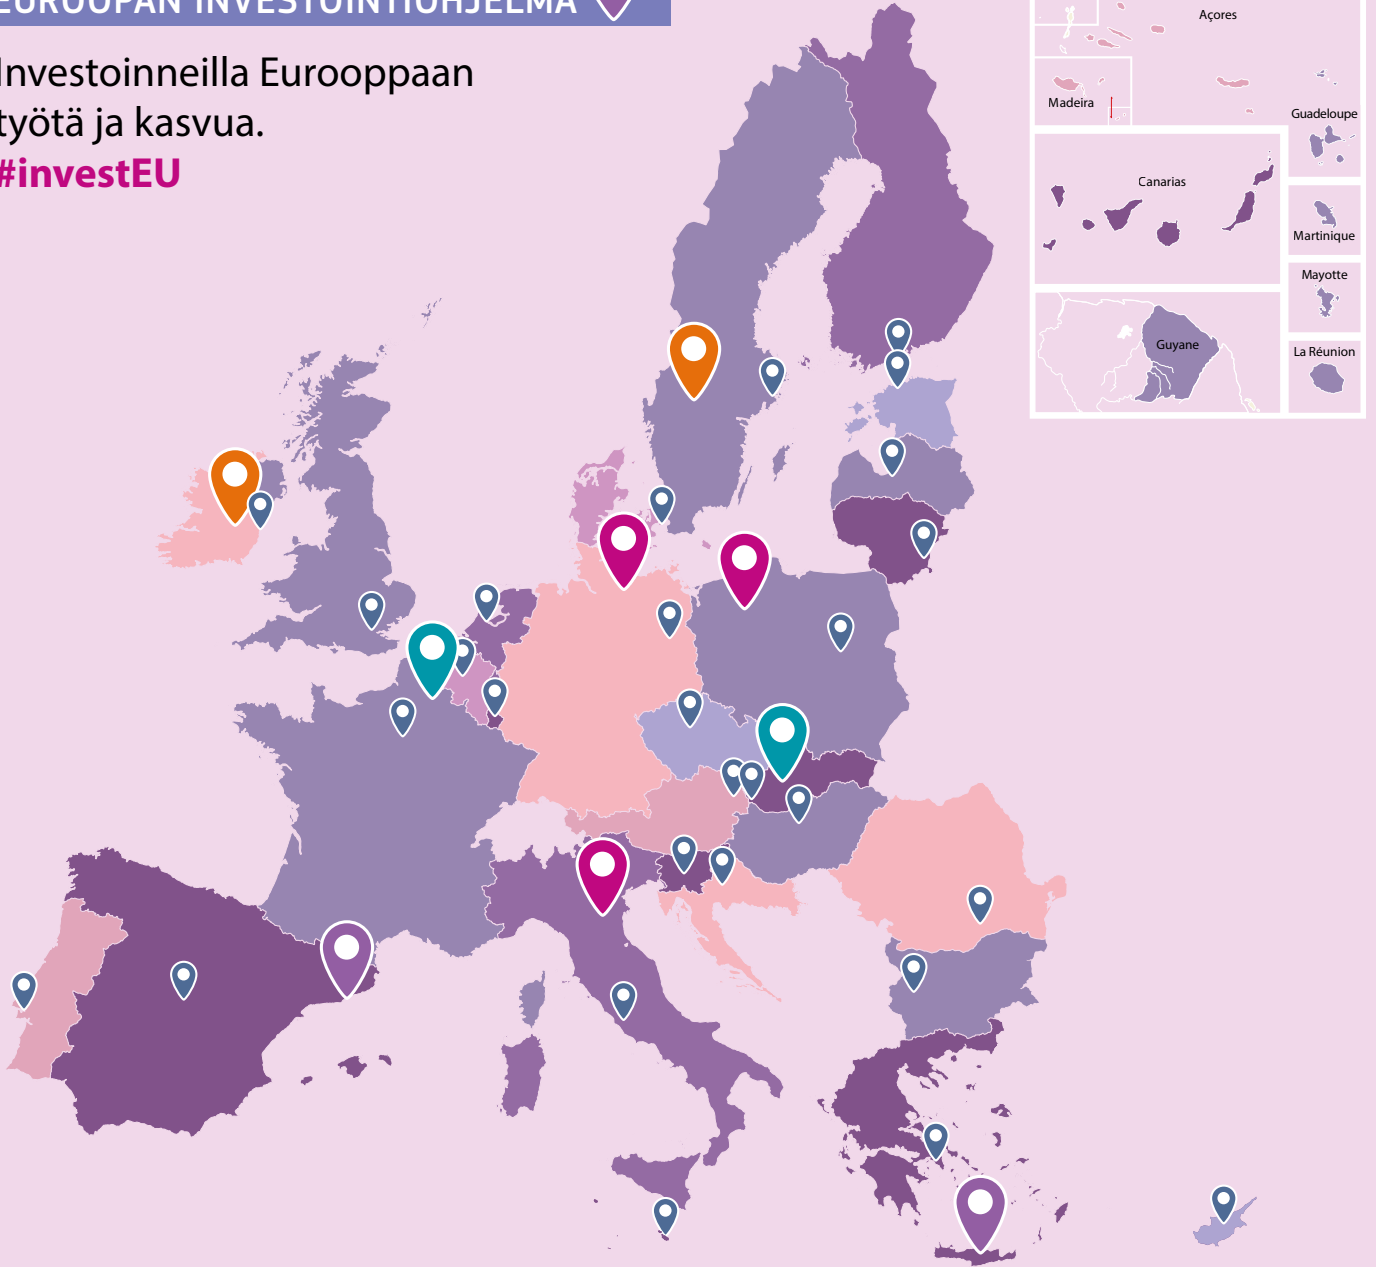 EUROOPAN INVESTOINTIOHJELMA
Investoinneilla Eurooppaan
työtä ja kasvua.
#investEU
Açores
Madeira
Guadeloupe
Canarias
Martinique
Mayotte
Guyane
La Réunion